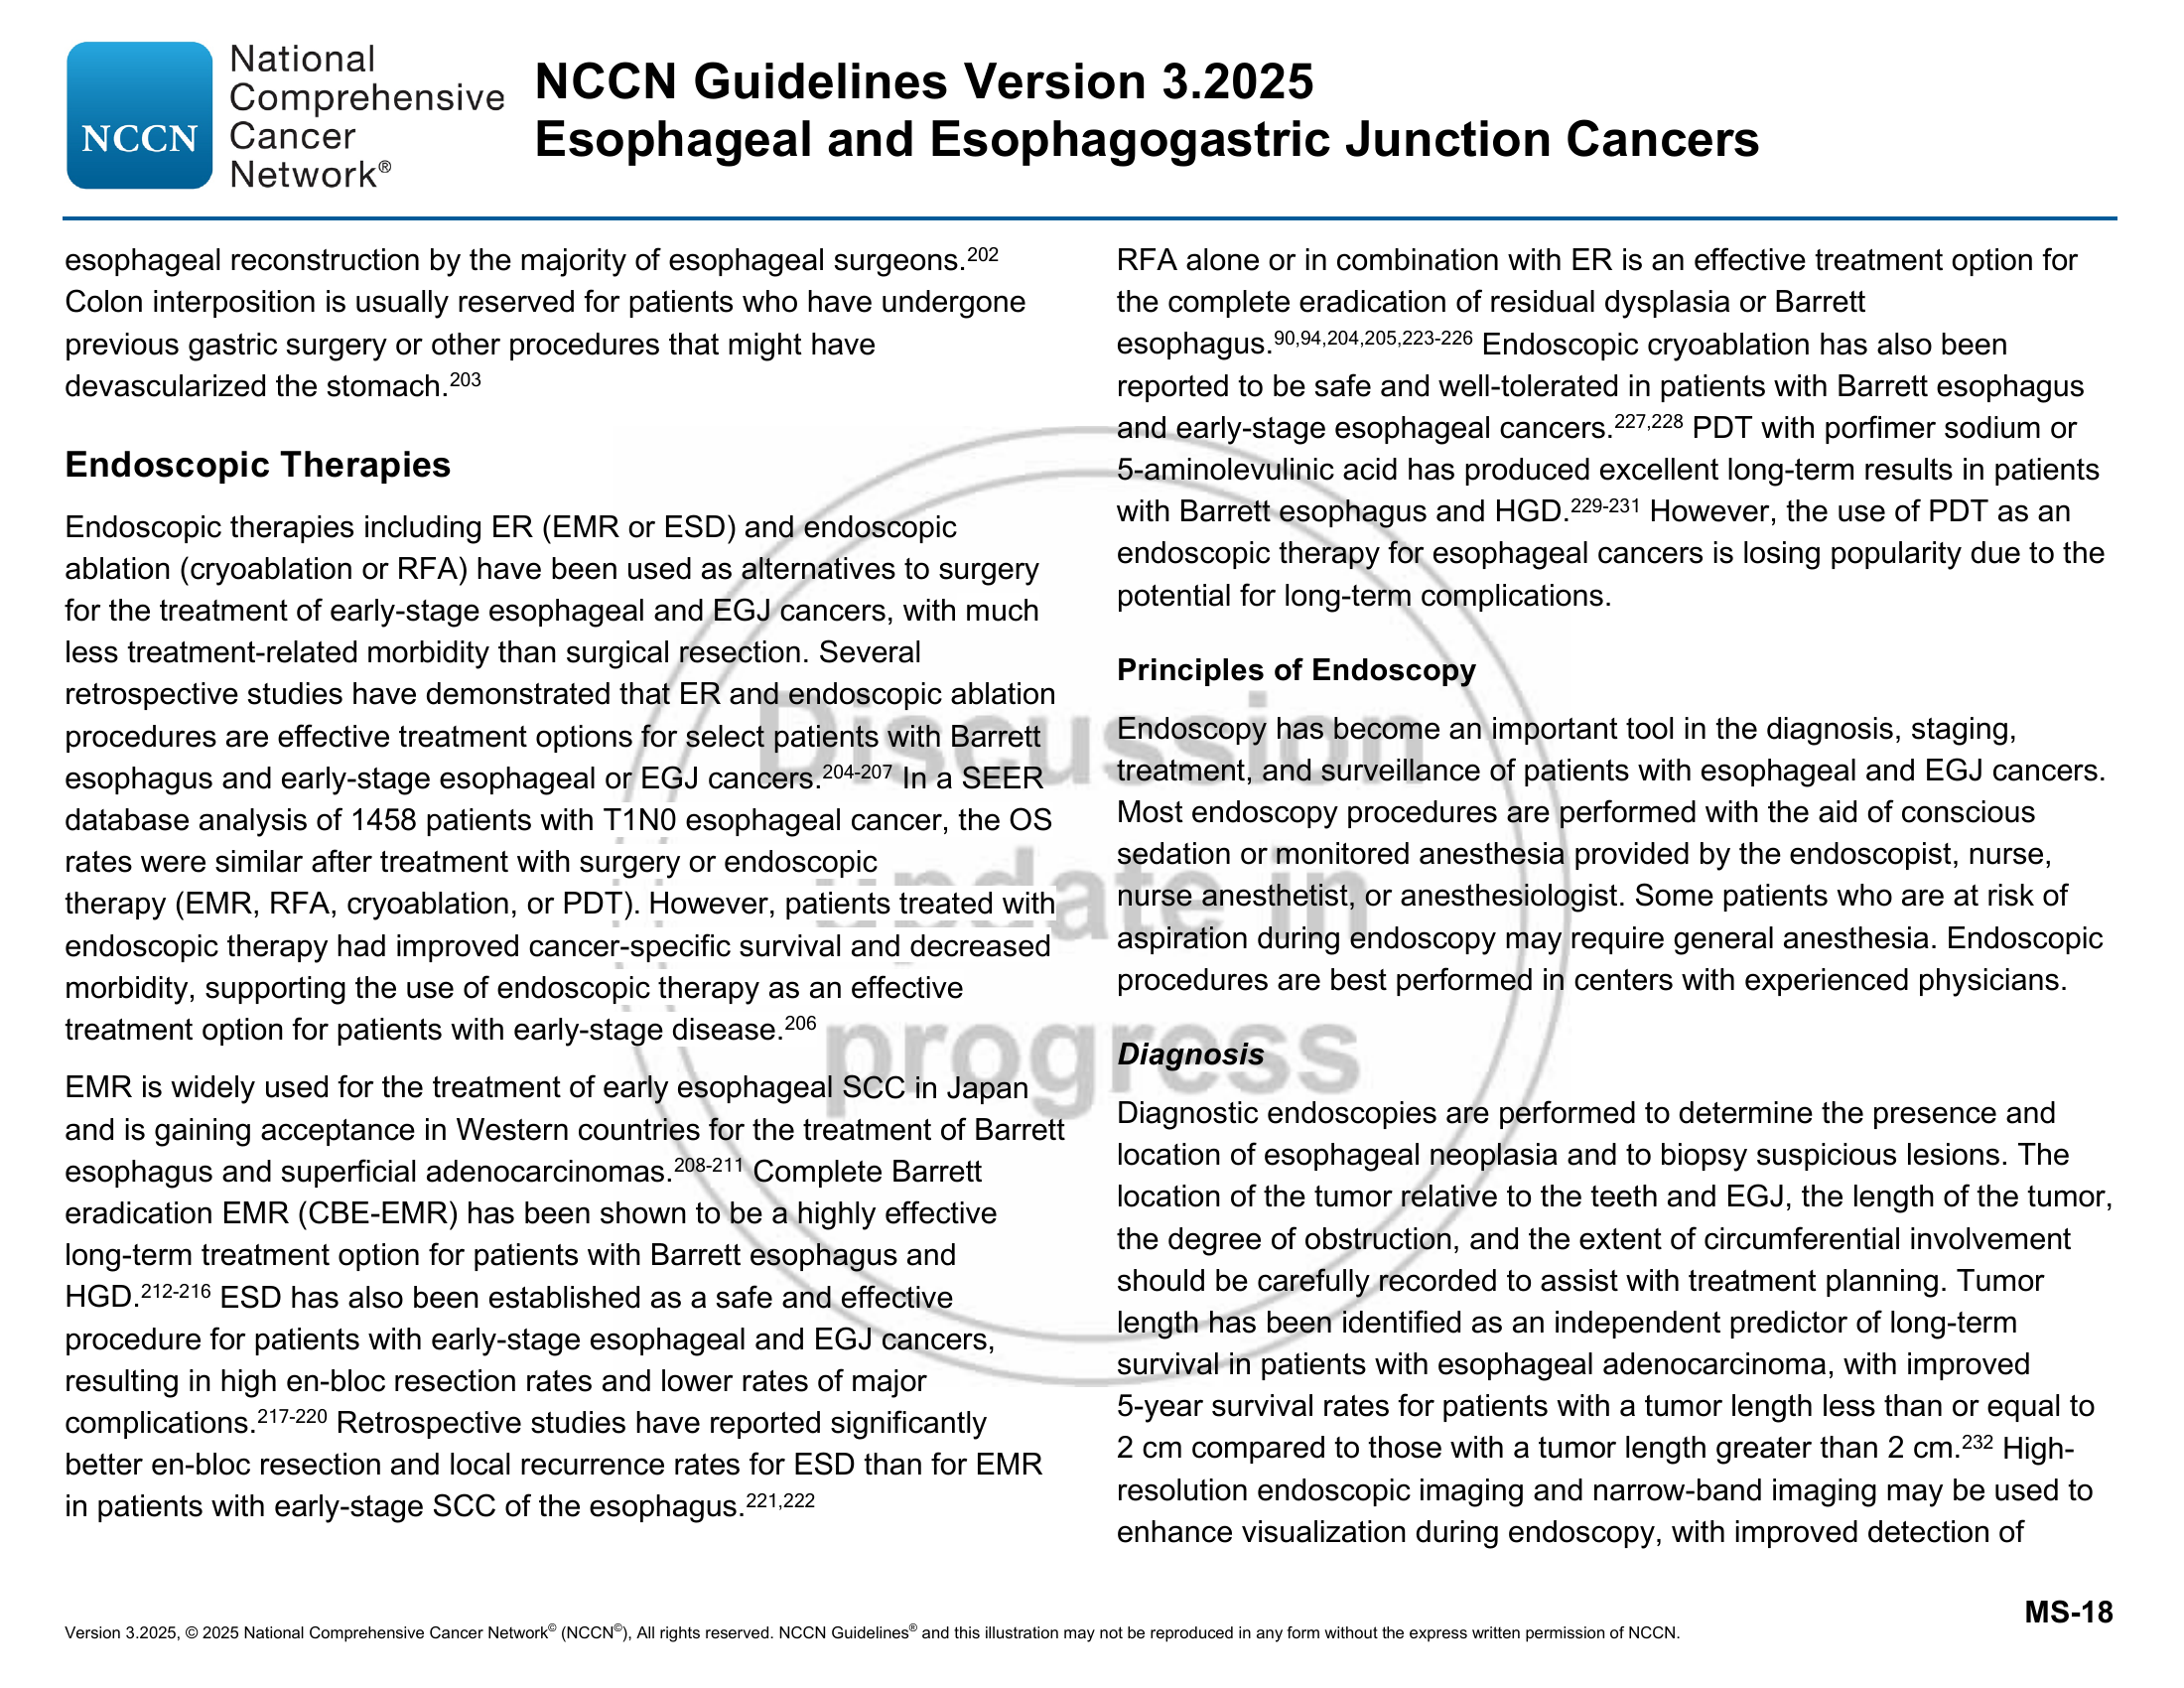 NCCN
National
Comprehensive
Cancer
Network®
NCCN Guidelines Version 3.2025
Esophageal and Esophagogastric Junction Cancers
esophageal reconstruction by the majority of esophageal surgeons.202
Colon interposition is usually reserved for patients who have undergone
previous gastric surgery or other procedures that might have
devascularized the stomach.203
Endoscopic Therapies
Endoscopic therapies including ER (EMR or ESD) and endoscopic
ablation (cryoablation or RFA) have been used as alternatives to surgery
for the treatment of early-stage esophageal and EGJ cancers, with much
less treatment-related morbidity than surgical resection. Several
retrospective studies have demonstrated that ER and endoscopic ablation
procedures are effective treatment options for select patients with Barrett
esophagus and early-stage esophageal or EGJ cancers.204-207 In a SEER
database analysis of 1458 patients with T1N0 esophageal cancer, the OS
rates were similar after treatment with surgery or endoscopic
therapy (EMR, RFA, cryoablation, or PDT). However, patients treated with
endoscopic therapy had improved cancer-specific survival and decreased
morbidity, supporting the use of endoscopic therapy as an effective
treatment option for patients with early-stage disease.206
EMR is widely used for the treatment of early esophageal SCC in Japan
and is gaining acceptance in Western countries for the treatment of Barrett
esophagus and superficial adenocarcinomas.208-211 Complete Barrett
eradication EMR (CBE-EMR) has been shown to be a highly effective
long-term treatment option for patients with Barrett esophagus and
HGD.212-216 ESD has also been established as a safe and effective
procedure for patients with early-stage esophageal and EGJ cancers,
resulting in high en-bloc resection rates and lower rates of major
complications.217-220 Retrospective studies have reported significantly
better en-bloc resection and local recurrence rates for ESD than for EMR
in patients with early-stage SCC of the esophagus.221,222
RFA alone or in combination with ER is an effective treatment option for
the complete eradication of residual dysplasia or Barrett
esophagus.90,94,204,205,223-226 Endoscopic cryoablation has also been
reported to be safe and well-tolerated in patients with Barrett esophagus
and early-stage esophageal cancers.227,228 PDT with porfimer sodium or
5-aminolevulinic acid has produced excellent long-term results in patients
with Barrett esophagus and HGD.229-231 However, the use of PDT as an
endoscopic therapy for esophageal cancers is losing popularity due to the
potential for long-term complications.
Principles of Endoscopy
Endoscopy has become an important tool in the diagnosis, staging,
treatment, and surveillance of patients with esophageal and EGJ cancers.
Most endoscopy procedures are performed with the aid of conscious
sedation or monitored anesthesia provided by the endoscopist, nurse,
nurse anesthetist, or anesthesiologist. Some patients who are at risk of
aspiration during endoscopy may require general anesthesia. Endoscopic
procedures are best performed in centers with experienced physicians.
Diagnosis
Diagnostic endoscopies are performed to determine the presence and
location of esophageal neoplasia and to biopsy suspicious lesions. The
location of the tumor relative to the teeth and EGJ, the length of the tumor,
the degree of obstruction, and the extent of circumferential involvement
should be carefully recorded to assist with treatment planning. Tumor
length has been identified as an independent predictor of long-term
survival in patients with esophageal adenocarcinoma, with improved
5-year survival rates for patients with a tumor length less than or equal to
2 cm compared to those with a tumor length greater than 2 cm.232 High-
resolution endoscopic imaging and narrow-band imaging may be used to
enhance visualization during endoscopy, with improved detection of
Discussion
update in
progress
MS-18
Version 3.2025, © 2025 National Comprehensive Cancer Network© (NCCN©), All rights reserved. NCCN Guidelines® and this illustration may not be reproduced in any form without the express written permission of NCCN.